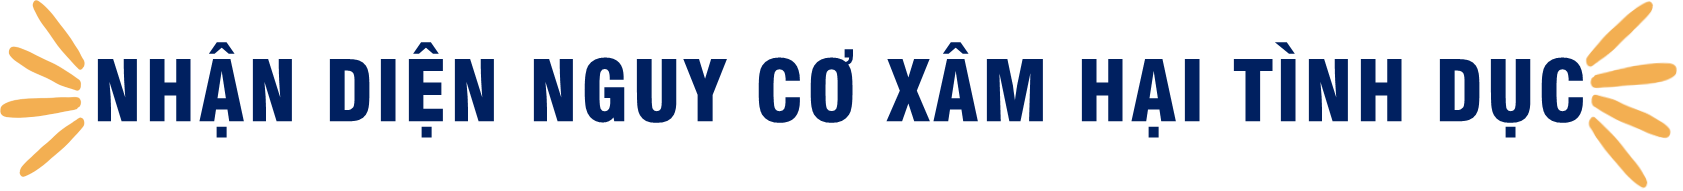 NHẬN DIỆN NGUY CƠ XÂM HẠI TÌNH DỤC